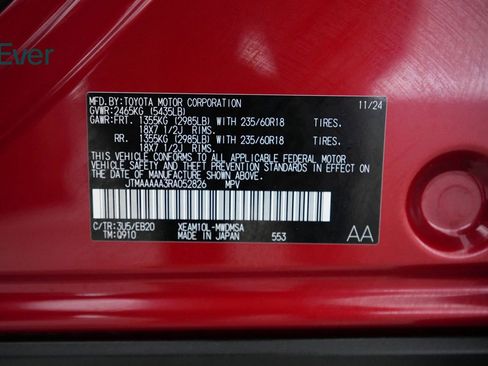 Ever
MFD. BY:TOYOTA MOTOR CORPORATION 11/24
GVWR:2465KG (5435LB)
GAWR:FRT. 1355KG (2985LB) WITH 235/60R18 TIRES.
18X7 1/2J RIMS.
RR. 1355KG (2985LB) WITH 235/60R18 TIRES.
18X7 1/2J RIMS.
THIS VEHICLE CONFORMS TO ALL APPLICABLE FEDERAL MOTOR
VEHICLE SAFETY AND THEFT PREVENTION STANDARDS IN EFFECT ON THE
DATE OF MANUFACTURE SHOWN ABOVE.
JTMAAAAA3RA052826 MPV
C/TR:3U5/EB20 XEAM10L-MWDMSA
TM:Q910 MADE IN JAPAN 553 AA